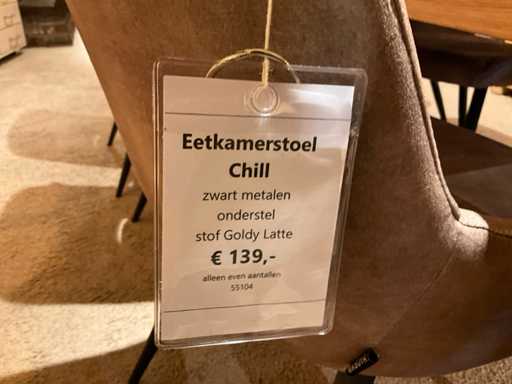 Eetkamerstoel
Chill
zwart metalen
onderstel
stof Goldy Latte
€ 139,-
alleen even aantallen
55104